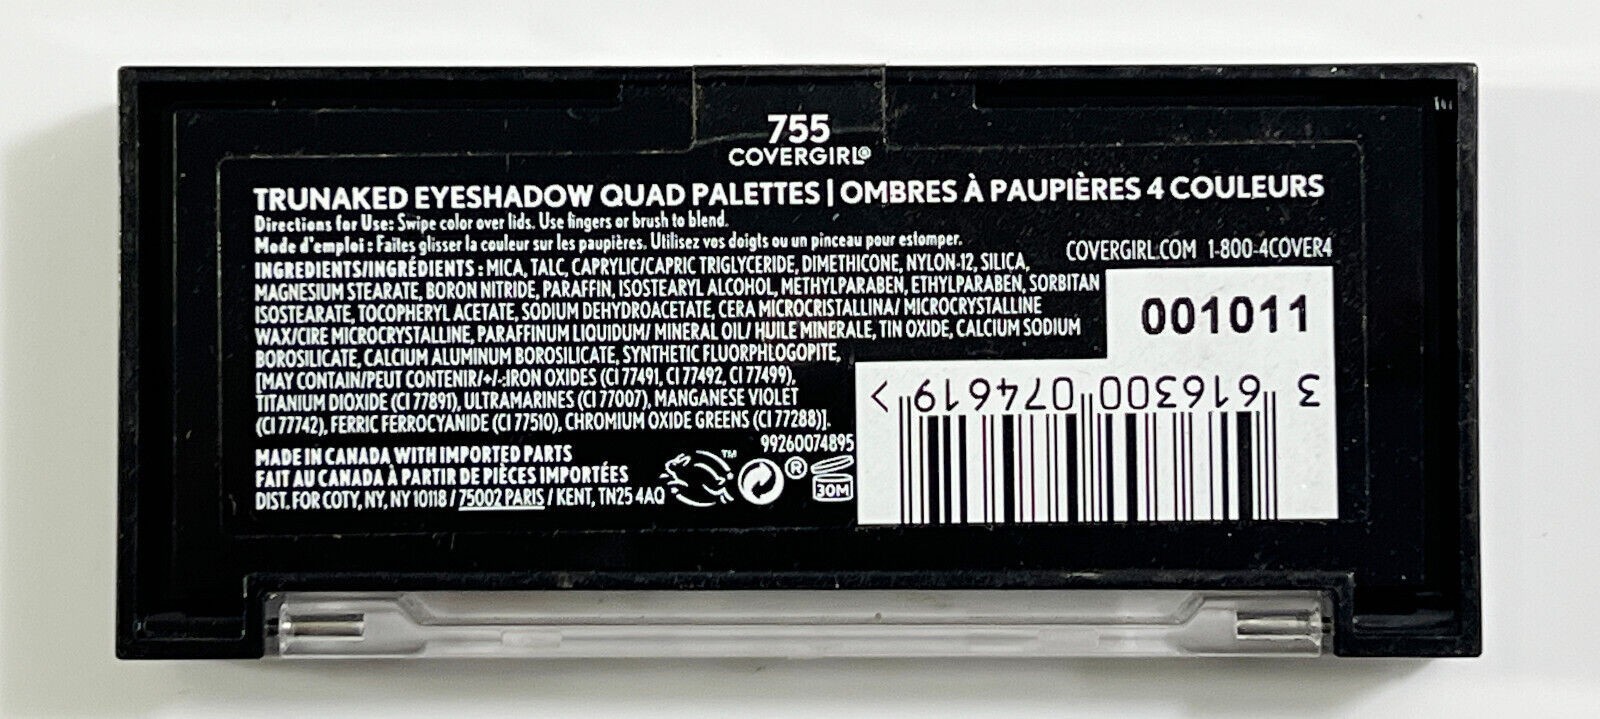 755
COVERGIRL®
TRUNAKED EYESHADOW QUAD PALETTES | OMBRES À PAUPIÈRES 4 COULEURS
Directions for Use: Swipe color over lids. Use fingers or brush to blend.
Mode d'emploi : Faites glisser la couleur sur les paupières. Utilisez vos doigts ou un pinceau pour estomper.
COVERGIRL.COM 1-800-4COVER4
INGREDIENTS/INGRÉDIENTS : MICA, TALC, CAPRYLIC/CAPRIC TRIGLYCERIDE, DIMETHICONE, NYLON-12, SILICA,
MAGNESIUM STEARATE, BORON NITRIDE, PARAFFIN, ISOSTEARYL ALCOHOL, METHYLPARABEN, ETHYLPARABEN, SORBITAN
ISOSTEARATE, TOCOPHERYL ACETATE, SODIUM DEHYDROACETATE, CERA MICROCRISTALLINA/ MICROCRYSTALLINE
WAX/CIRE MICROCRYSTALLINE, PARAFFINUM LIQUIDUM/ MINERAL OIL/ HUILE MINERALE, TIN OXIDE, CALCIUM SODIUM
BOROSILICATE, CALCIUM ALUMINUM BOROSILICATE, SYNTHETIC FLUORPHLOGOPITE,
[MAY CONTAIN/PEUT CONTENIR/+/-:IRON OXIDES (CI 77491, CI 77492, CI 77499),
TITANIUM DIOXIDE (CI 77891), ULTRAMARINES (CI 77007), MANGANESE VIOLET
(CI 77742), FERRIC FERROCYANIDE (CI 77510), CHROMIUM OXIDE GREENS (CI 77288)].
99260074895
MADE IN CANADA WITH IMPORTED PARTS
FAIT AU CANADA À PARTIR DE PIÈCES IMPORTÉES
DIST. FOR COTY, NY, NY 10118 / 75002 PARIS / KENT, TN25 4AQ
TM
®
30M
001011
3 616300 074619 >